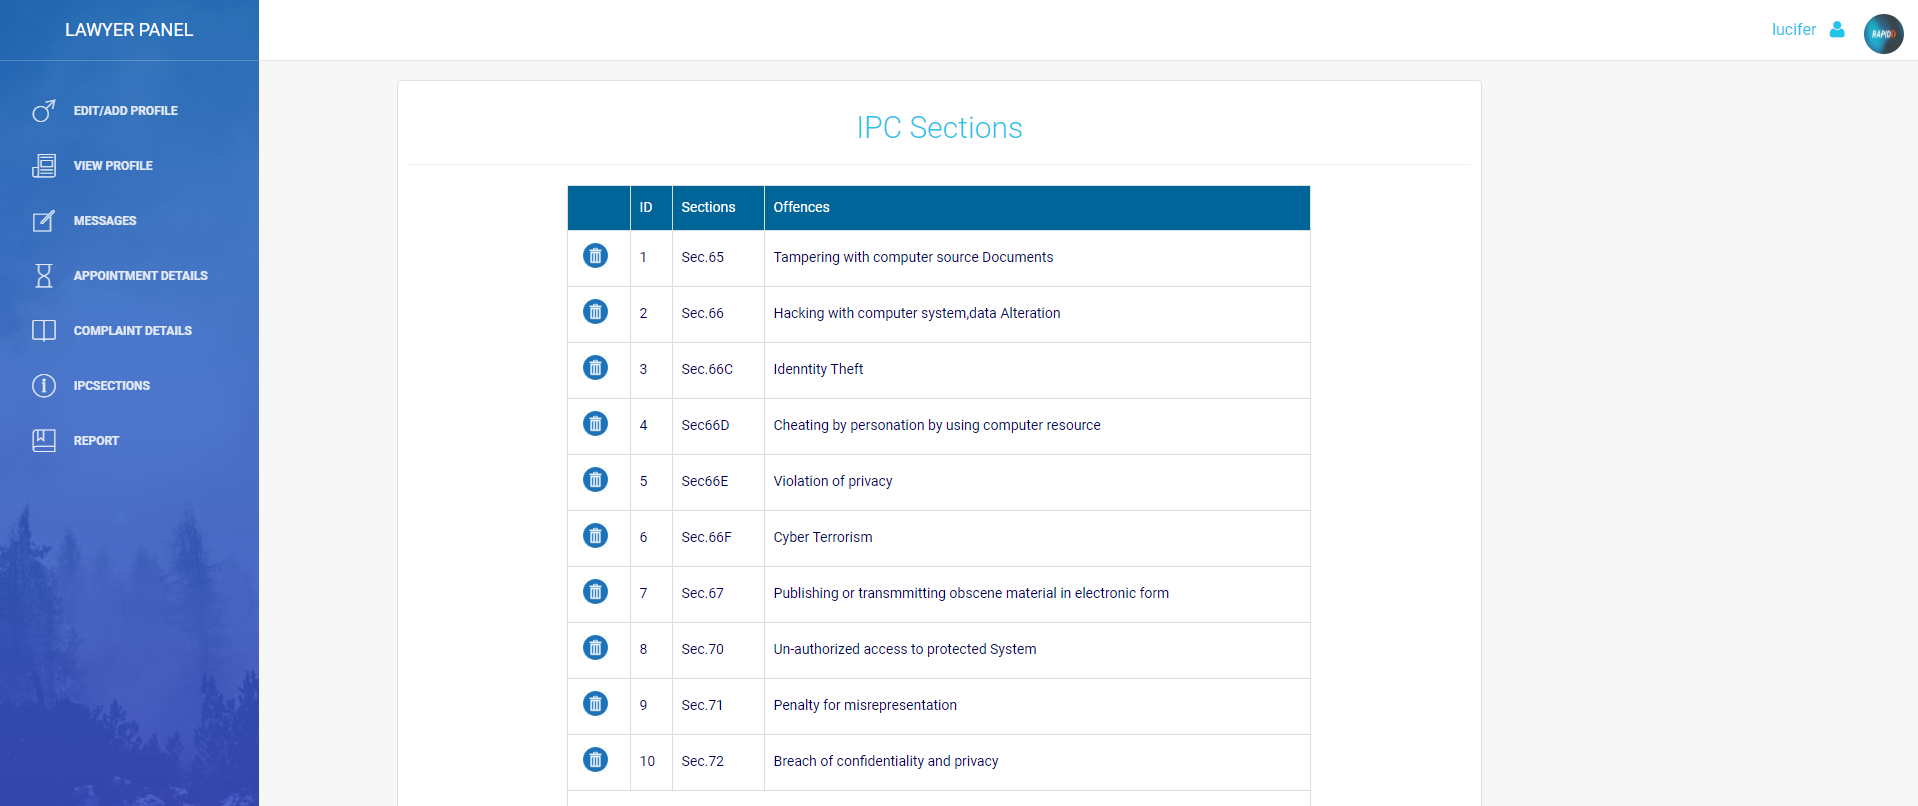 LAWYER PANEL
lucifer
RAPID
EDIT/ADD PROFILE
VIEW PROFILE
MESSAGES
APPOINTMENT DETAILS
COMPLAINT DETAILS
IPCSECTIONS
REPORT
IPC Sections
ID Sections Offences
1 Sec.65 Tampering with computer source Documents
2 Sec.66 Hacking with computer system,data Alteration
3 Sec.66C Idenntity Theft
4 Sec66D Cheating by personation by using computer resource
5 Sec66E Violation of privacy
6 Sec.66F Cyber Terrorism
7 Sec.67 Publishing or transmmitting obscene material in electronic form
8 Sec.70 Un-authorized access to protected System
9 Sec.71 Penalty for misrepresentation
10 Sec.72 Breach of confidentiality and privacy